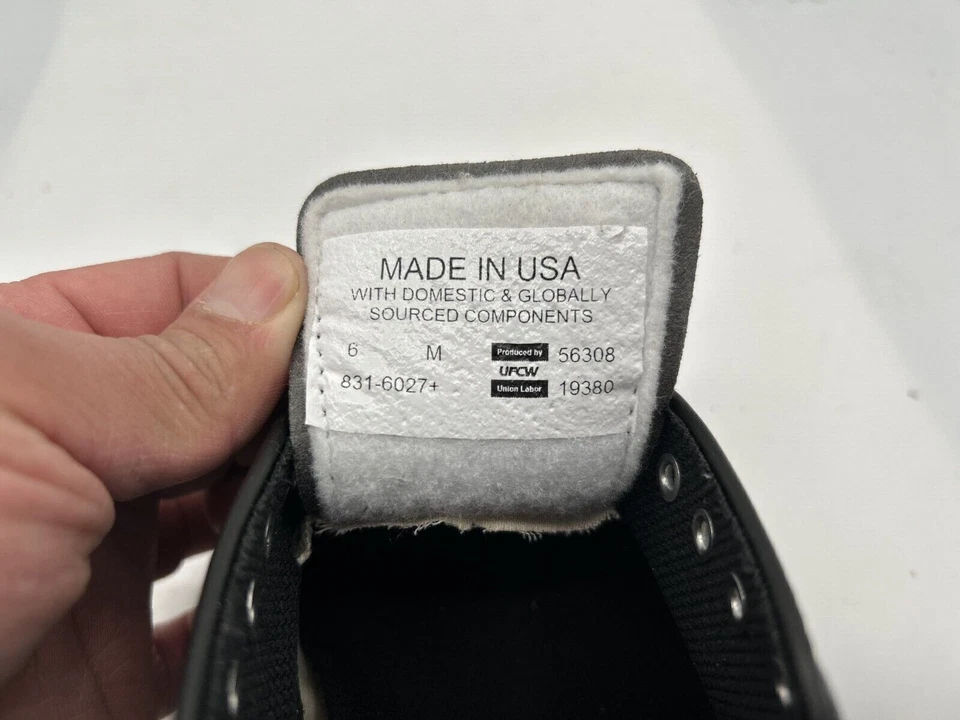 MADE IN USA
WITH DOMESTIC & GLOBALLY
SOURCED COMPONENTS
6 M Produced by 56308
UFCW
831-6027+ Union Labor 19380